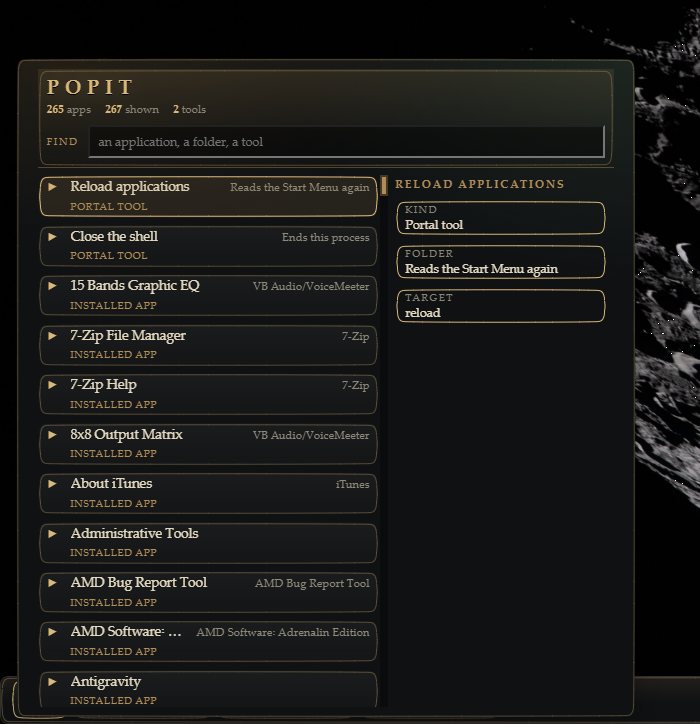 POPIT
265 apps 267 shown 2 tools
FIND an application, a folder, a tool
Reload applications Reads the Start Menu again
PORTAL TOOL
Close the shell Ends this process
PORTAL TOOL
15 Bands Graphic EQ VB Audio/VoiceMeeter
INSTALLED APP
7-Zip File Manager 7-Zip
INSTALLED APP
7-Zip Help 7-Zip
INSTALLED APP
8x8 Output Matrix VB Audio/VoiceMeeter
INSTALLED APP
About iTunes iTunes
INSTALLED APP
Administrative Tools
INSTALLED APP
AMD Bug Report Tool AMD Bug Report Tool
INSTALLED APP
AMD Software: ... AMD Software: Adrenalin Edition
INSTALLED APP
Antigravity
INSTALLED APP
RELOAD APPLICATIONS
KIND
Portal tool
FOLDER
Reads the Start Menu again
TARGET
reload